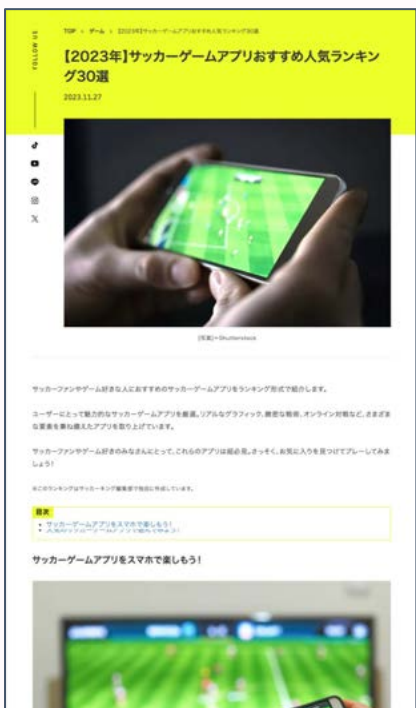 FOLLOW US
TOP > ゲーム > 【2023年】サッカーゲームアプリおすすめ人気ランキング30選
【2023年】サッカーゲームアプリおすすめ人気ランキン
グ30選
2023.11.27
[写真]=Shutterstock
サッカーファンやゲーム好きな人におすすめのサッカーゲームアプリをランキング形式で紹介します。
ユーザーにとって魅力的なサッカーゲームアプリを厳選。リアルなグラフィック、緻密な戦術、オンライン対戦など、さまざま
な要素を兼ね備えたアプリを取り上げています。
サッカーファンやゲーム好きのみなさんにとって、これらのアプリは超必見。さっそく、お気に入りを見つけてプレーしてみま
しょう!
※このランキングはサッカーキング編集部で独自に作成しています。
目次
サッカーゲームアプリをスマホで楽しもう!
サッカーゲームアプリをスマホで楽しもう!